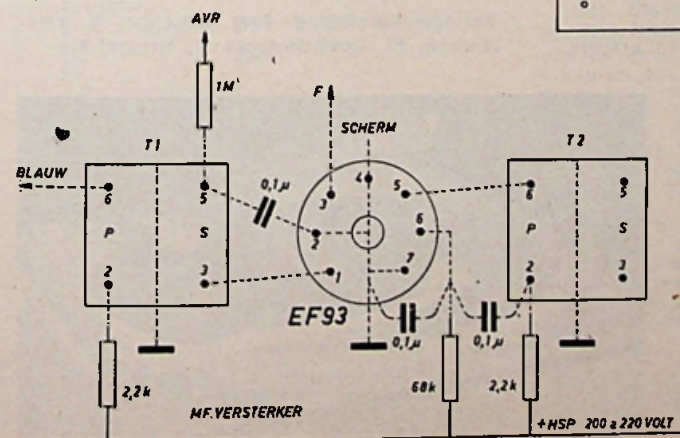 AVR
1M
F
SCHERM
T1
T2
BLAUW
0,1µ
6
5
4
3
5
6
5
P
S
2
6
P
S
2
3
1
7
2
3
EF93
0,1µ
0,1µ
2,2k
68k
2,2k
MF.VERSTERKER
+HSP 200 a 220 VOLT